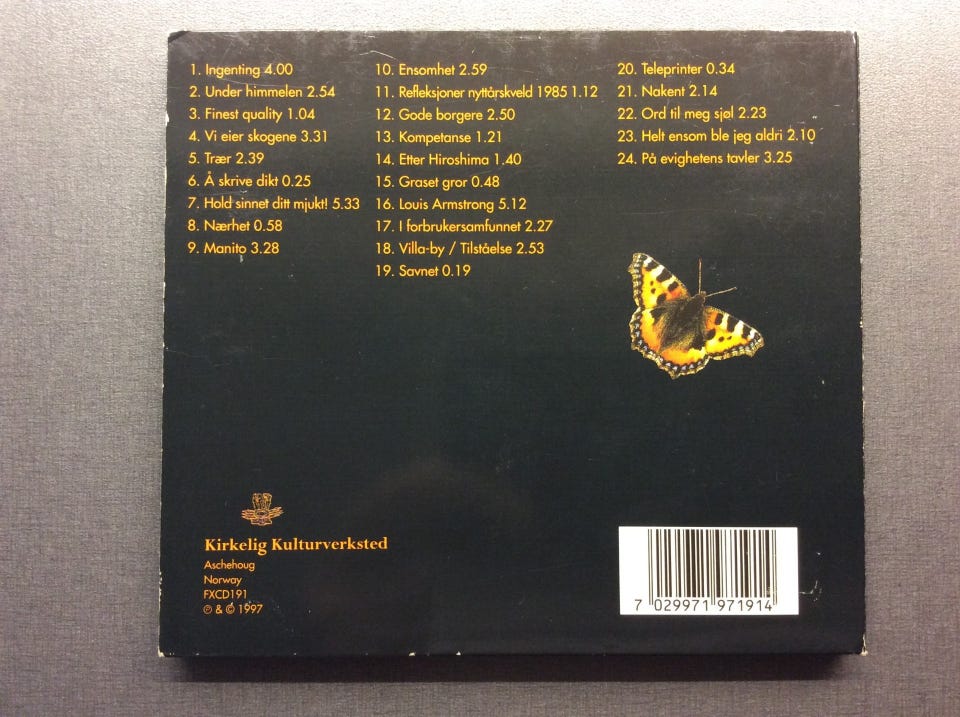 1. Ingenting 4.00
2. Under himmelen 2.54
3. Finest quality 1.04
4. Vi eier skogene 3.31
5. Trær 2.39
6. Å skrive dikt 0.25
7. Hold sinnet ditt mjukt! 5.33
8. Nærhet 0.58
9. Manito 3.28
10. Ensomhet 2.59
11. Refleksjoner nyttårskveld 1985 1.12
12. Gode borgere 2.50
13. Kompetanse 1.21
14. Etter Hiroshima 1.40
15. Graset gror 0.48
16. Louis Armstrong 5.12
17. I forbrukersamfunnet 2.27
18. Villa-by / Tilståelse 2.53
19. Savnet 0.19
20. Teleprinter 0.34
21. Nakent 2.14
22. Ord til meg sjøl 2.23
23. Helt ensom ble jeg aldri 2.10
24. På evighetens tavler 3.25
Kirkelig Kulturverksted
Aschehoug
Norway
FXCD191
℗ & © 1997
7 029971 971914